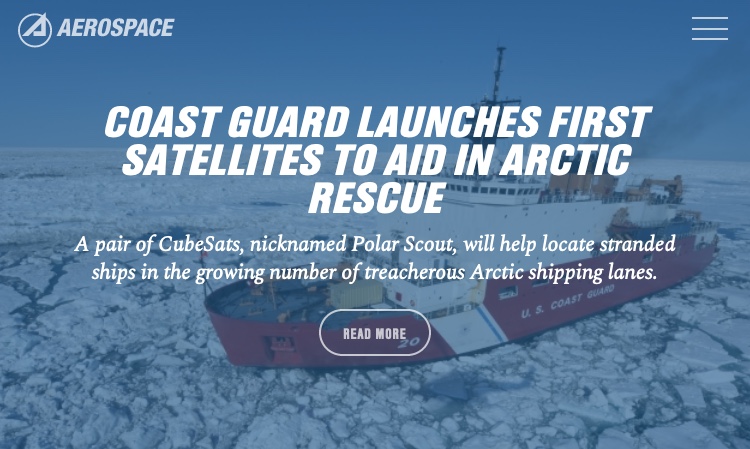 AEROSPACE
COAST GUARD LAUNCHES FIRST
SATELLITES TO AID IN ARCTIC
RESCUE
A pair of CubeSats, nicknamed Polar Scout, will help locate stranded
ships in the growing number of treacherous Arctic shipping lanes.
U. S. COAST GUARD
READ MORE
20